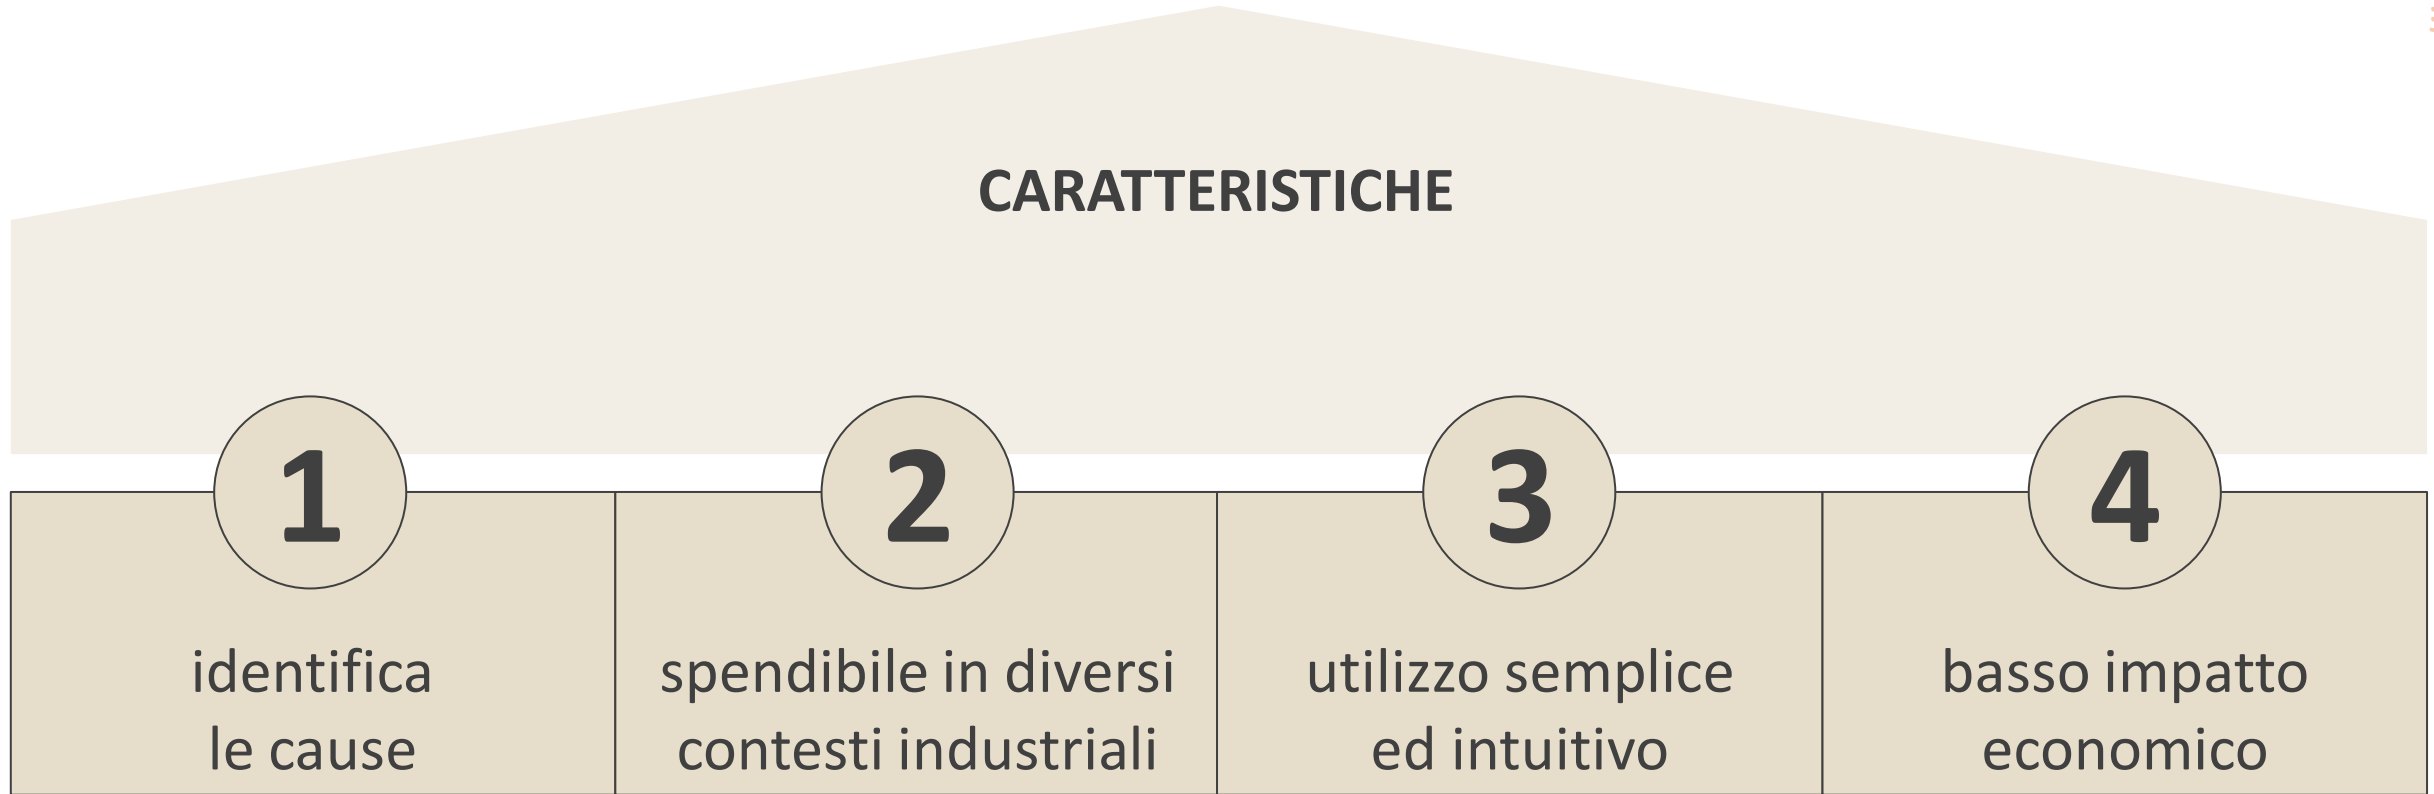 CARATTERISTICHE
1
identifica
le cause
2
spendibile in diversi
contesti industriali
3
utilizzo semplice
ed intuitivo
4
basso impatto
economico